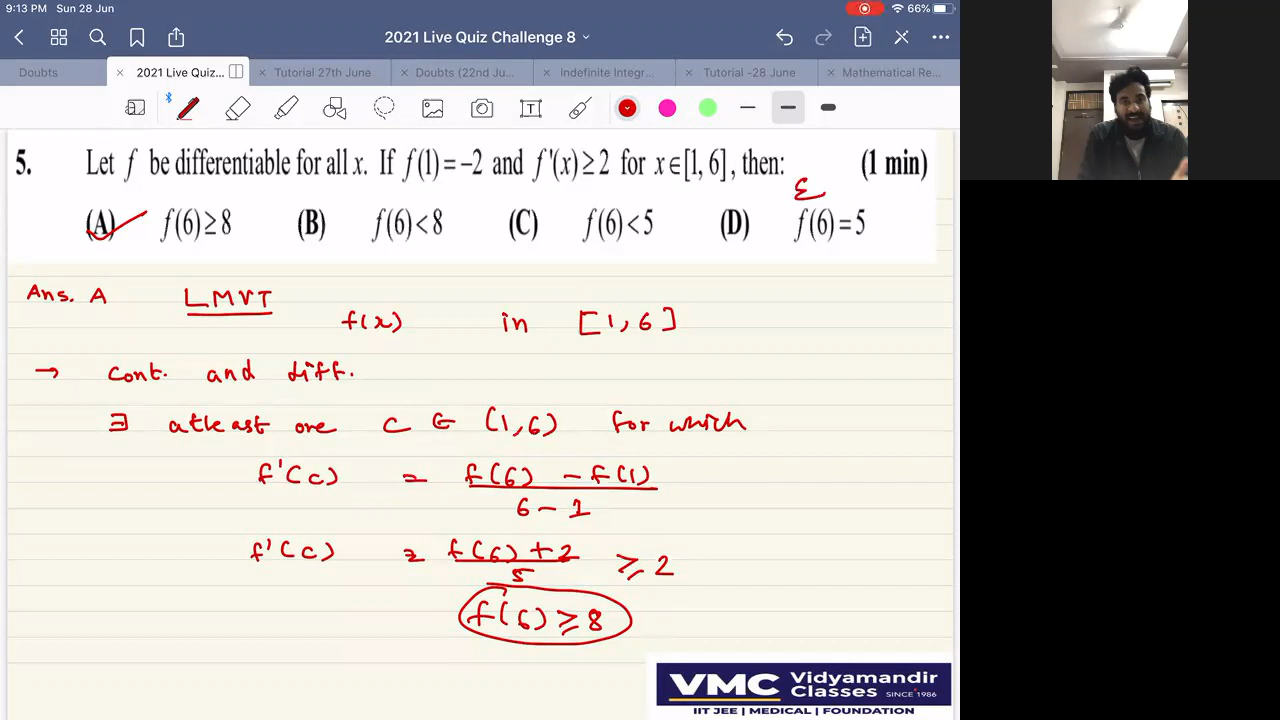 9:13 PM Sun 28 Jun 66%
2021 Live Quiz Challenge 8
Doubts 2021 Live Quiz... Tutorial 27th June Doubts (22nd Ju... Indefinite Integr... Tutorial -28 June Mathematical Re...
5. Let f be differentiable for all x. If f(1)=−2 and f'(x)≥2 for x∈[1, 6], then: (1 min)
(A) f(6)≥8 (B) f(6)<8 (C) f(6)<5 (D) f(6)=5
Ans. A LMVT
f(x) in [1,6]
→ cont. and diff.
∃ atleast one c ∈ (1,6) for which
f'(c) = f(6) − f(1)
6 − 1
f'(c) = f(6) + 2 ≥ 2
5
f(6) ≥ 8
VMC Vidyamandir Classes SINCE 1986
IIT JEE | MEDICAL | FOUNDATION